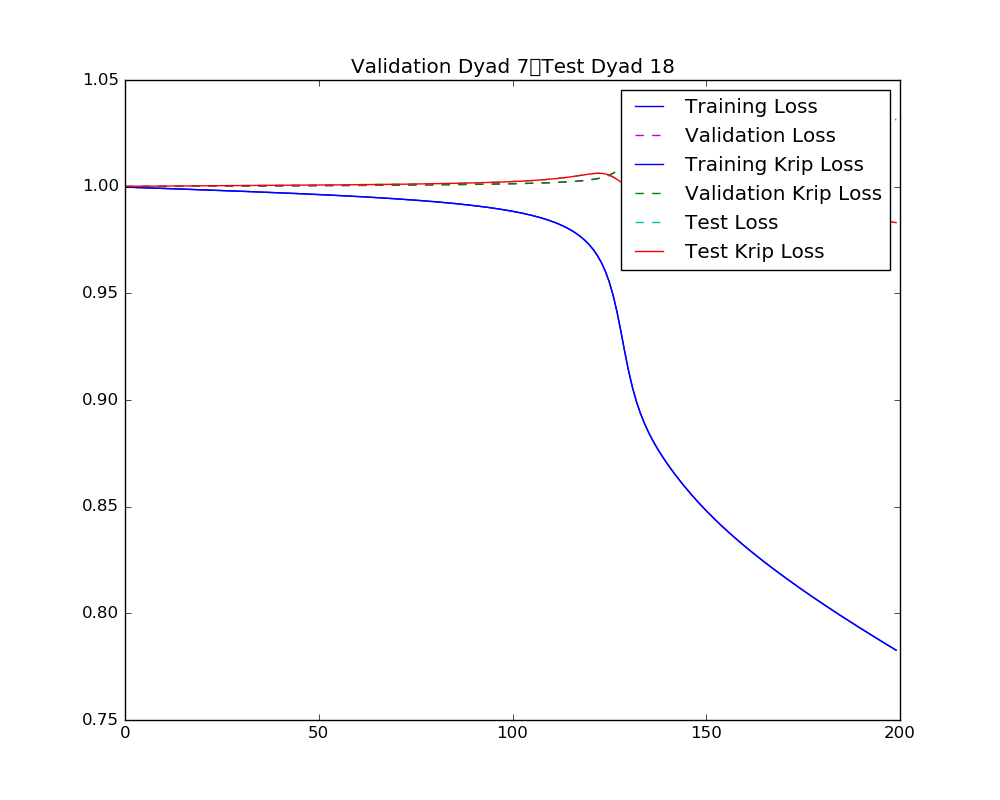 Validation Dyad 7▯Test Dyad 18
1.05
1.00
0.95
0.90
0.85
0.80
0.75
0
50
100
150
200
Training Loss
Validation Loss
Training Krip Loss
Validation Krip Loss
Test Loss
Test Krip Loss